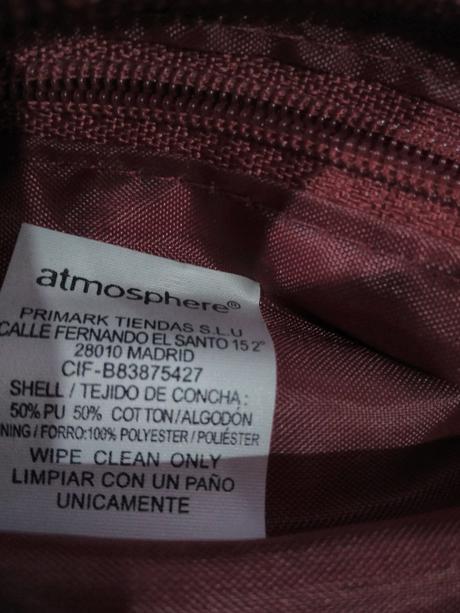 atmosphere®
PRIMARK TIENDAS S.L.U
CALLE FERNANDO EL SANTO 15 2º
28010 MADRID
CIF-B83875427
SHELL / TEJIDO DE CONCHA:
50% PU 50% COTTON/ALGODÓN
NING / FORRO:100% POLYESTER / POLIÉSTER
WIPE CLEAN ONLY
LIMPIAR CON UN PAÑO
UNICAMENTE